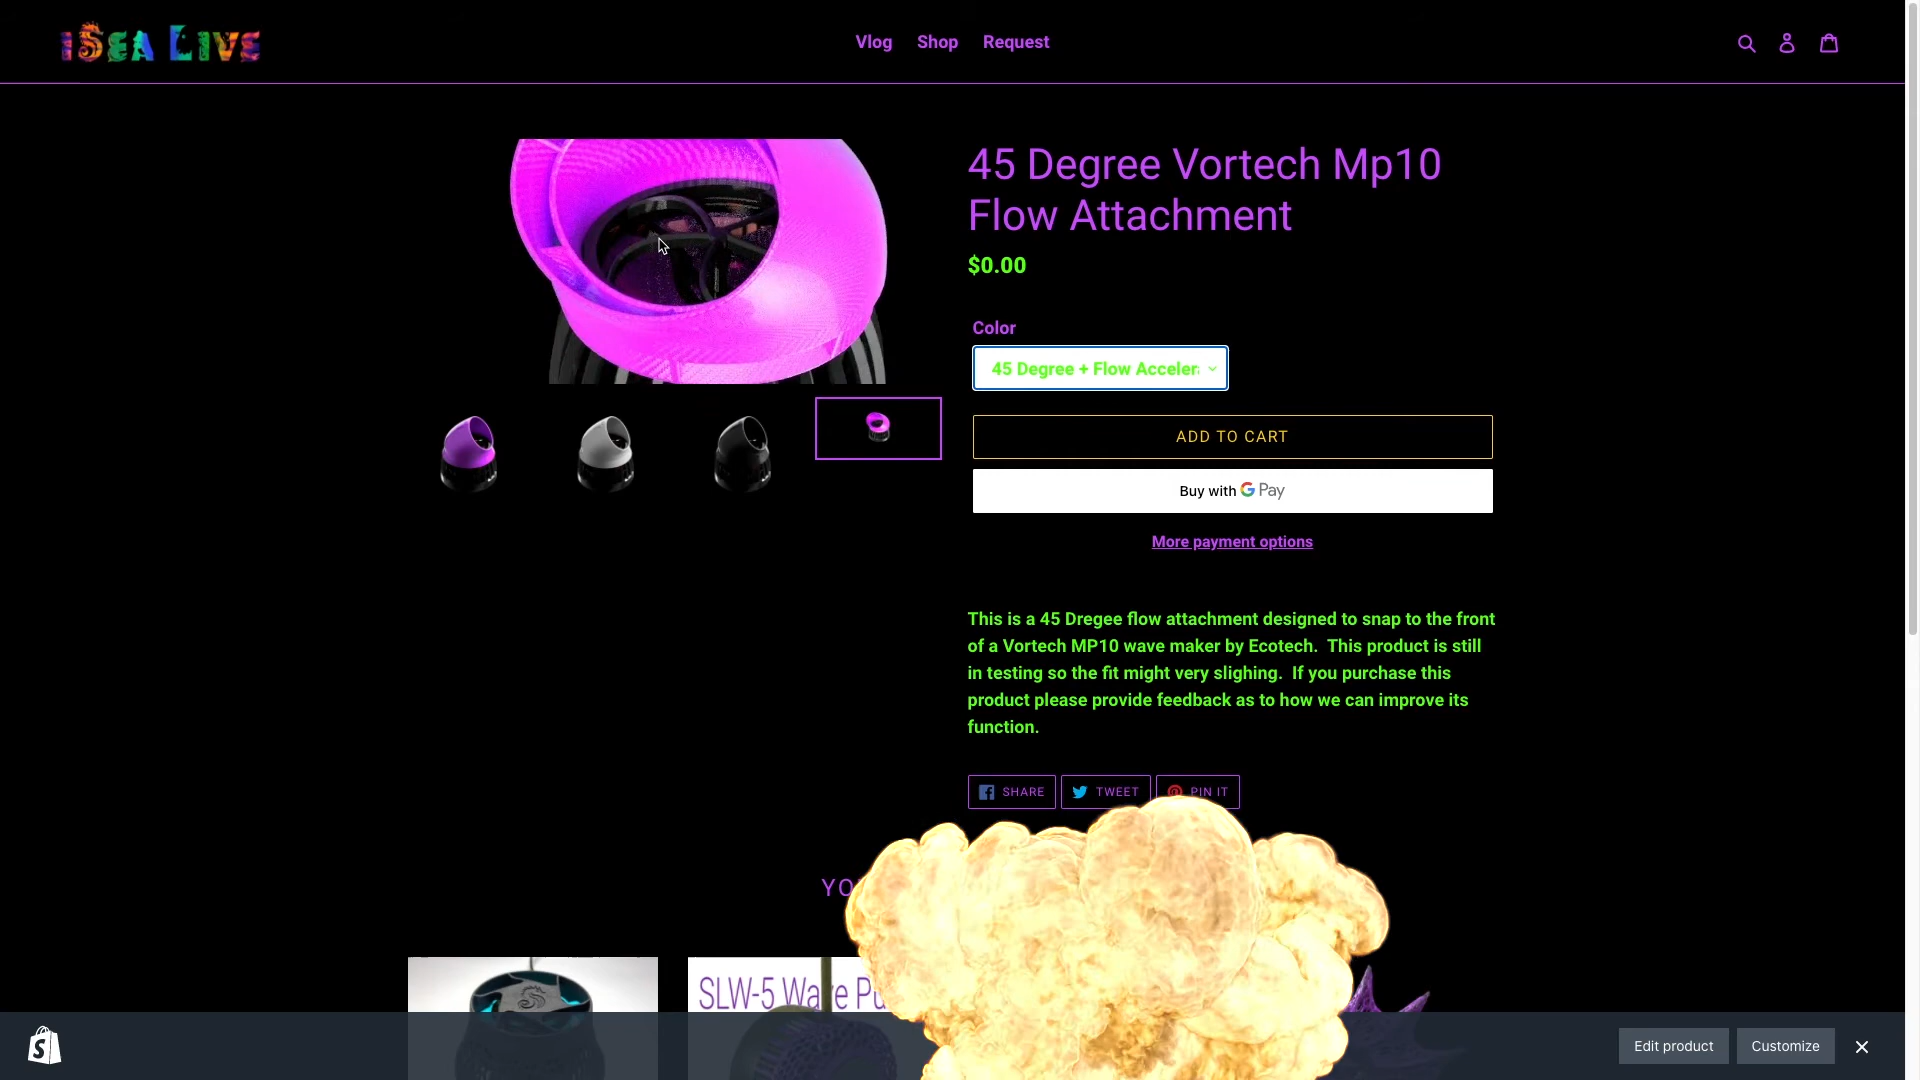 iSea Live
Vlog Shop Request
45 Degree Vortech Mp10
Flow Attachment
$0.00
Color
45 Degree + Flow Acceler
ADD TO CART
Buy with G Pay
More payment options
This is a 45 Dregee flow attachment designed to snap to the front
of a Vortech MP10 wave maker by Ecotech. This product is still
in testing so the fit might very slighing. If you purchase this
product please provide feedback as to how we can improve its
function.
SHARE TWEET PIN IT
SLW-5 Wave
Edit product Customize